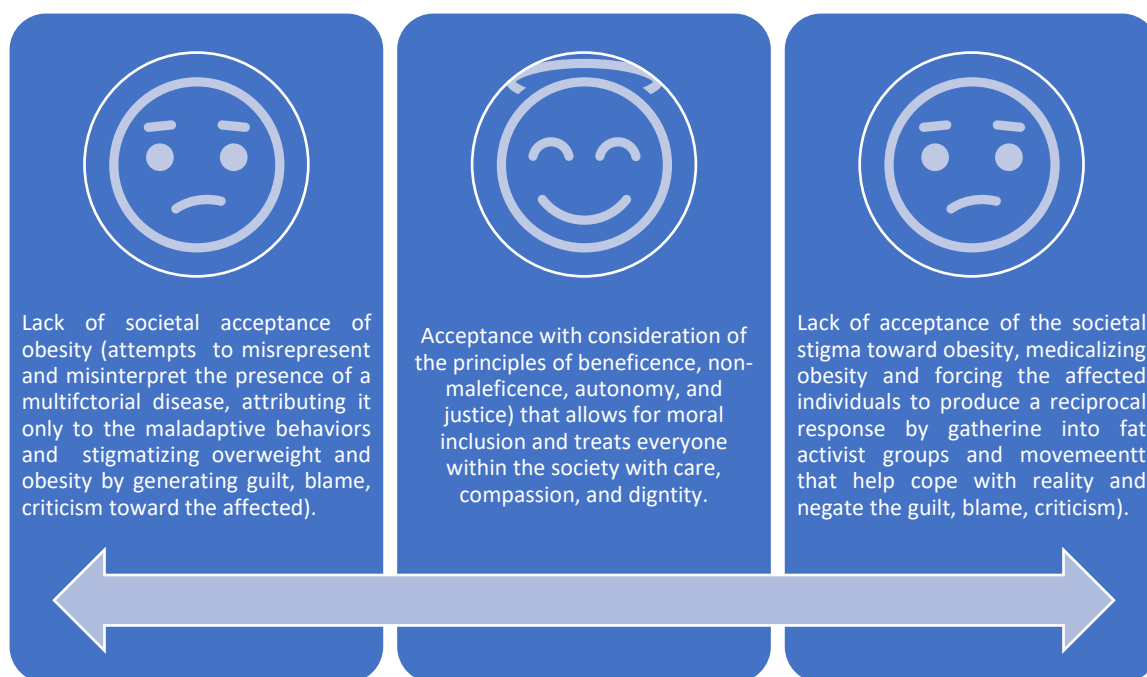 Lack of societal acceptance of
obesity (attempts to misrepresent
and misinterpret the presence of a
multifctorial disease, attributing it
only to the maladaptive behaviors
and stigmatizing overweight and
obesity by generating guilt, blame,
criticism toward the affected).
Acceptance with consideration of
the principles of beneficence, non-
maleficence, autonomy, and
justice) that allows for moral
inclusion and treats everyone
within the society with care,
compassion, and digntity.
Lack of acceptance of the societal
stigma toward obesity, medicalizing
obesity and forcing the affected
individuals to produce a reciprocal
response by gatherine into fat
activist groups and movemeentt
that help cope with reality and
negate the guilt, blame, criticism).